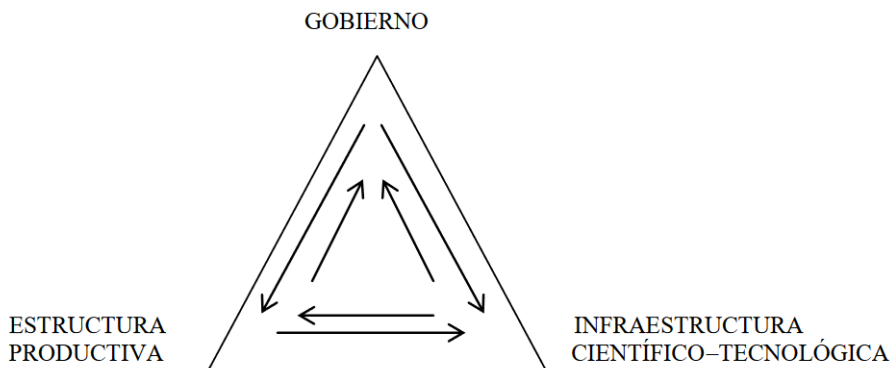 GOBIERNO
ESTRUCTURA
PRODUCTIVA
INFRAESTRUCTURA
CIENTÍFICO–TECNOLÓGICA